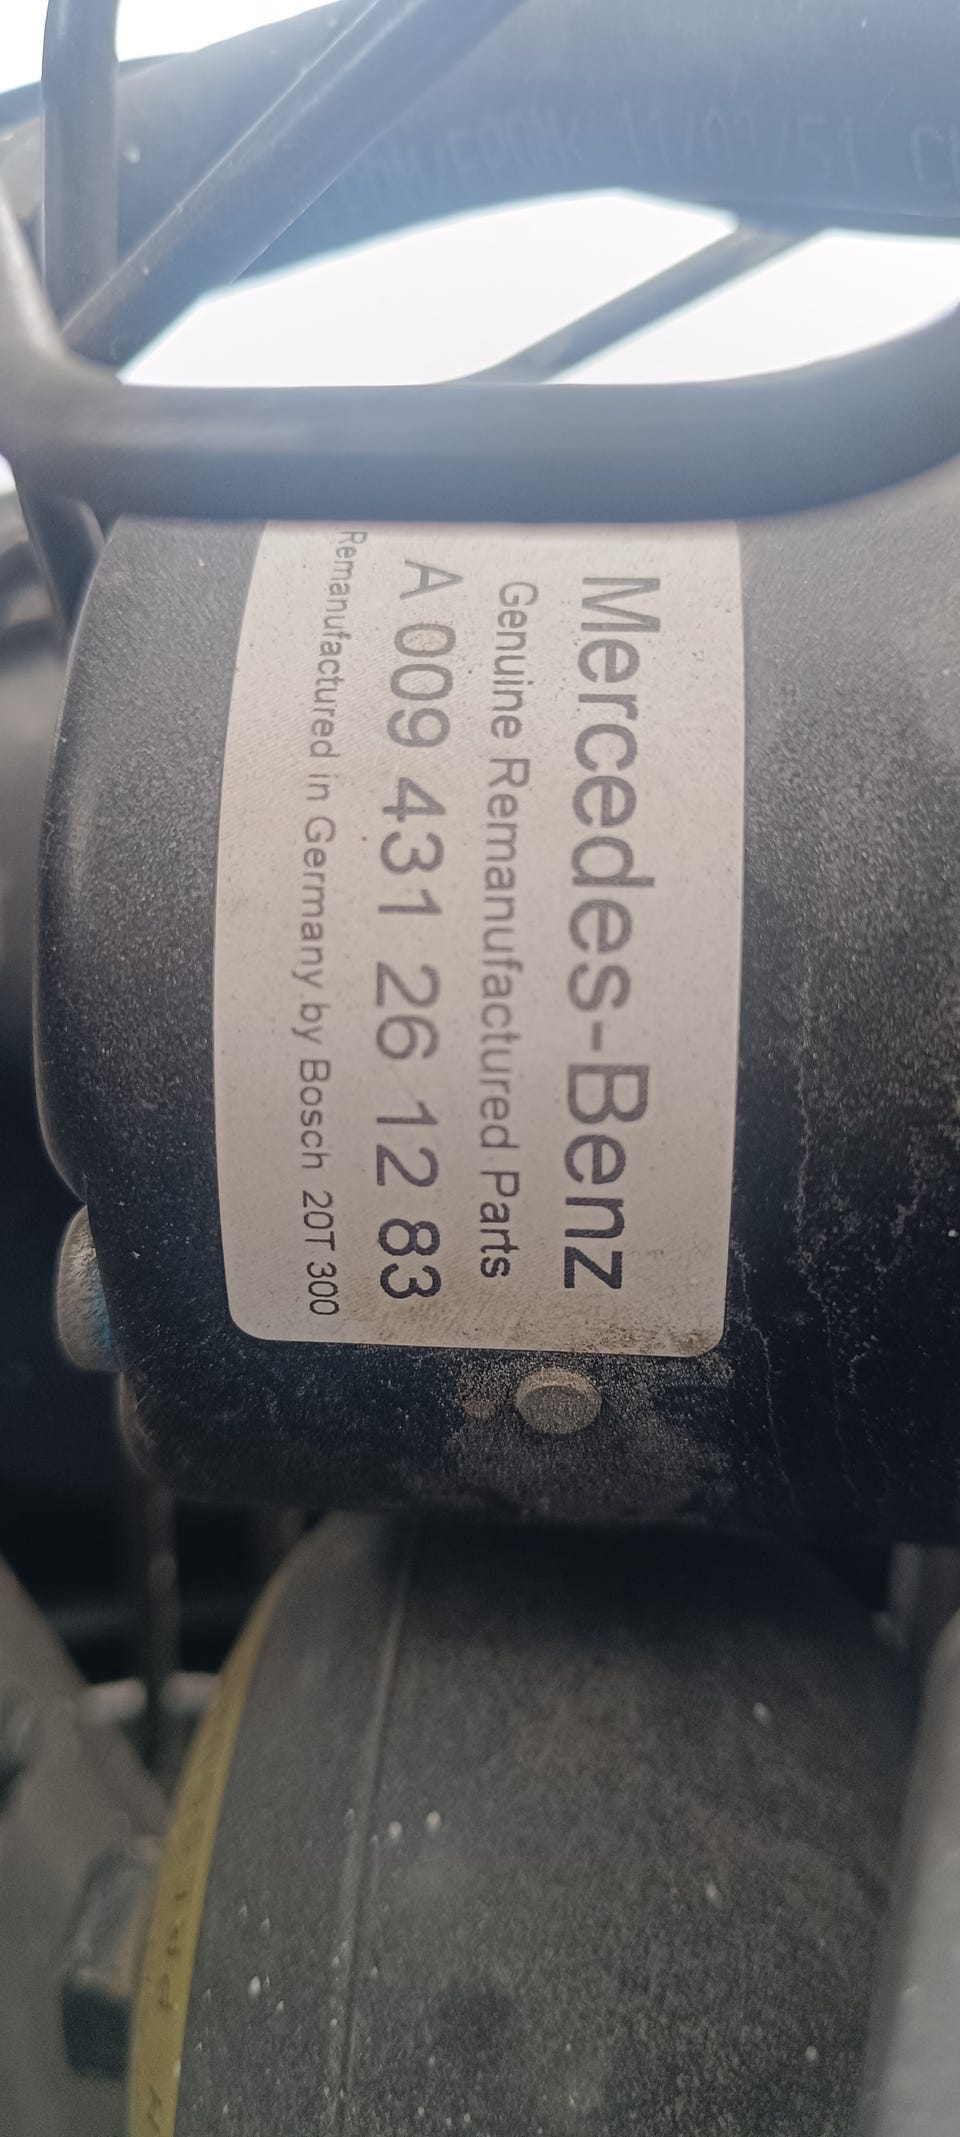 Mercedes-Benz
Genuine Remanufactured Parts
A 009 431 26 12 83
Remanufactured in Germany by Bosch 20T 300